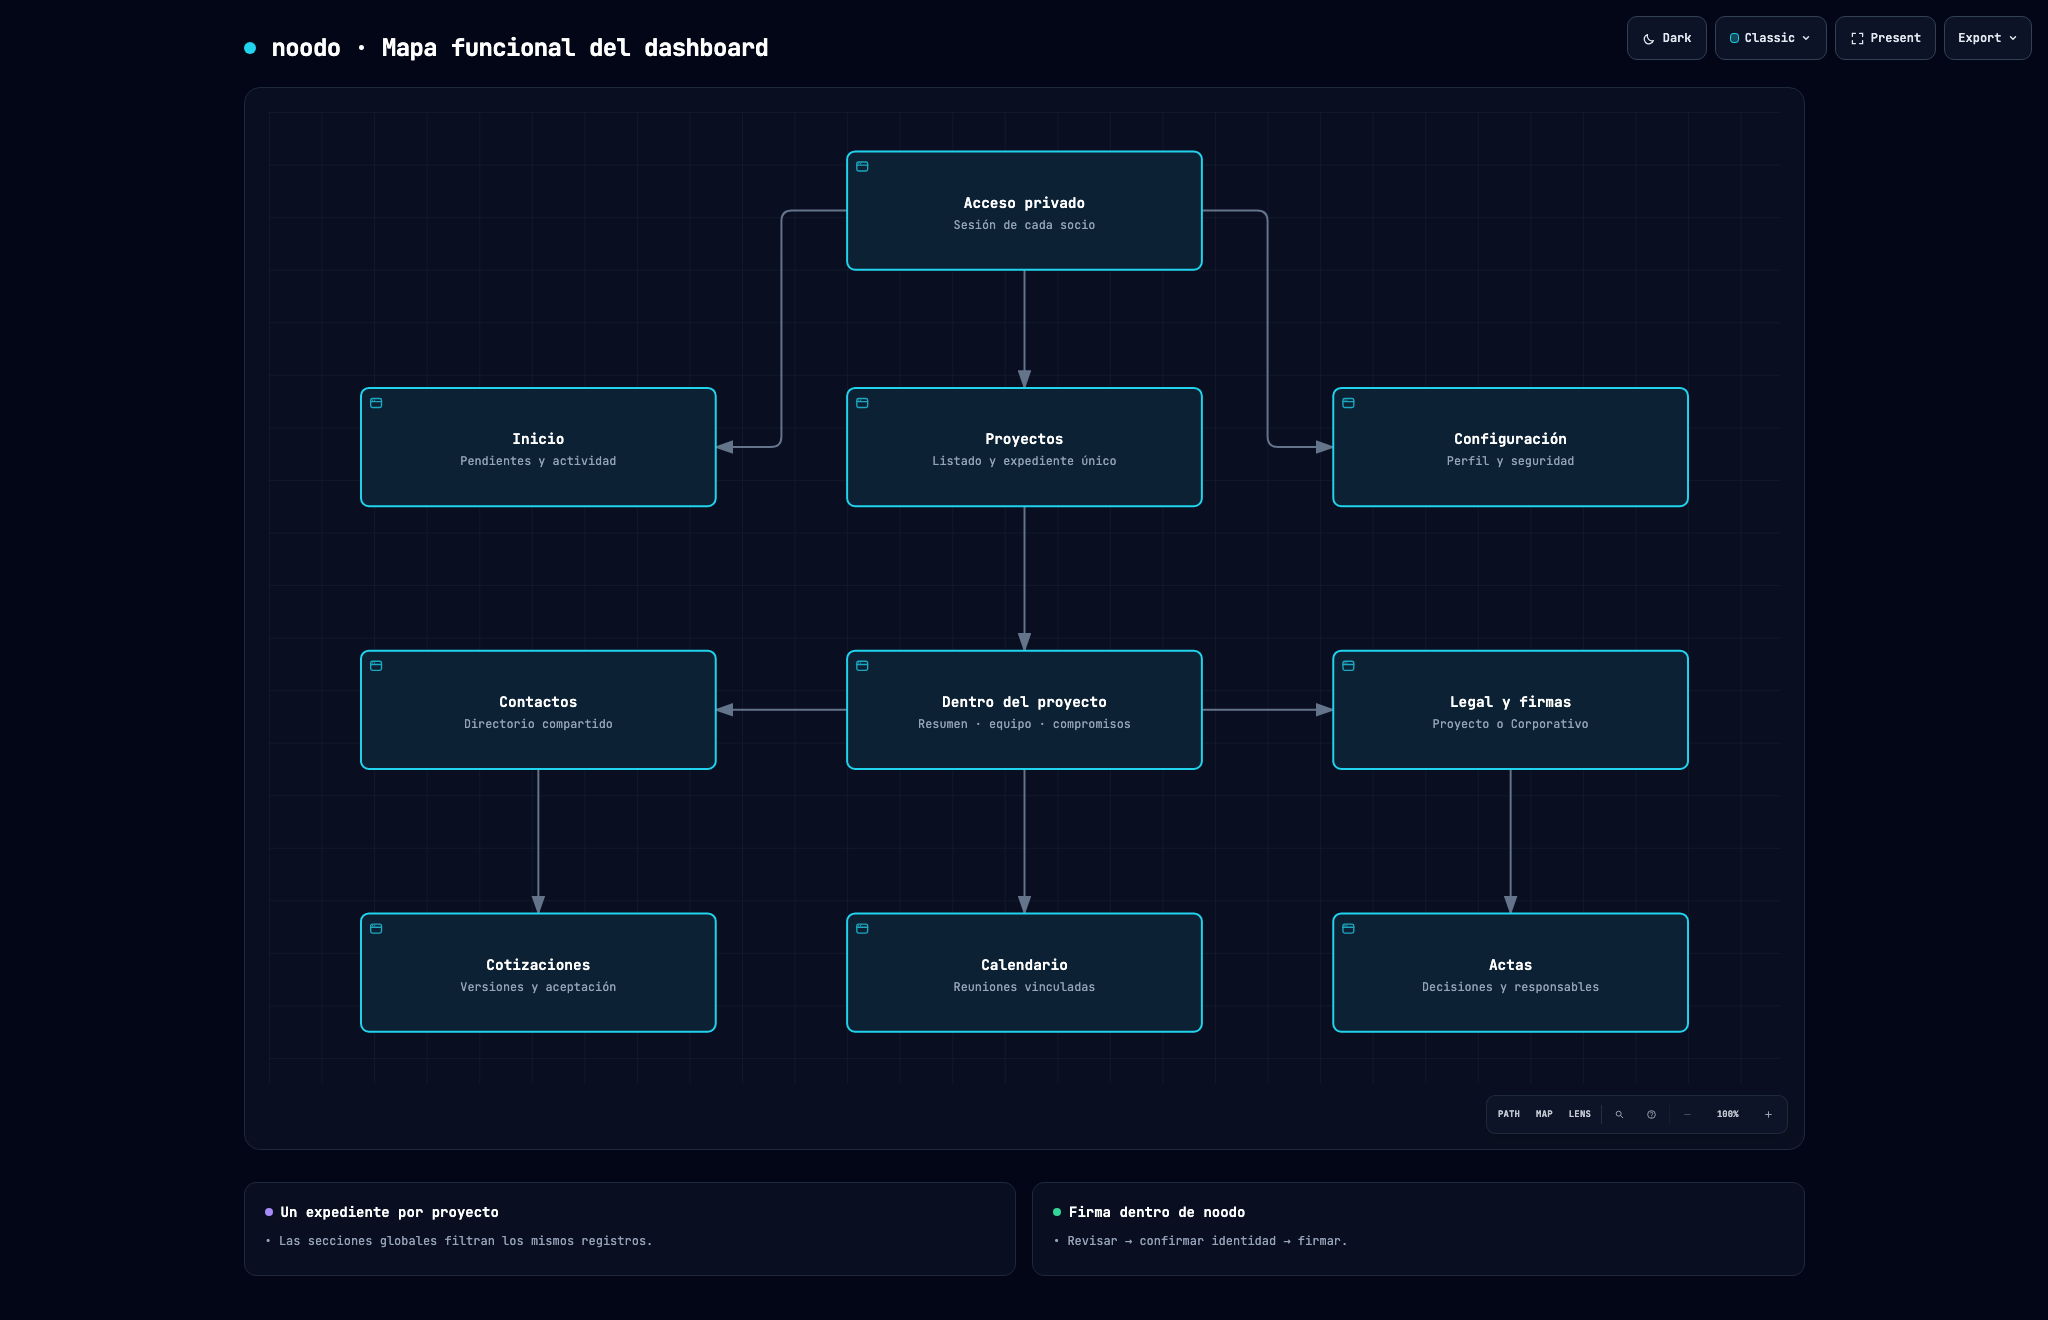 noodo · Mapa funcional del dashboard
Dark
Classic
Present
Export
Acceso privado
Sesión de cada socio
Inicio
Pendientes y actividad
Proyectos
Listado y expediente único
Configuración
Perfil y seguridad
Contactos
Directorio compartido
Dentro del proyecto
Resumen · equipo · compromisos
Legal y firmas
Proyecto o Corporativo
Cotizaciones
Versiones y aceptación
Calendario
Reuniones vinculadas
Actas
Decisiones y responsables
PATH MAP LENS − 100% +
Un expediente por proyecto
• Las secciones globales filtran los mismos registros.
Firma dentro de noodo
• Revisar → confirmar identidad → firmar.